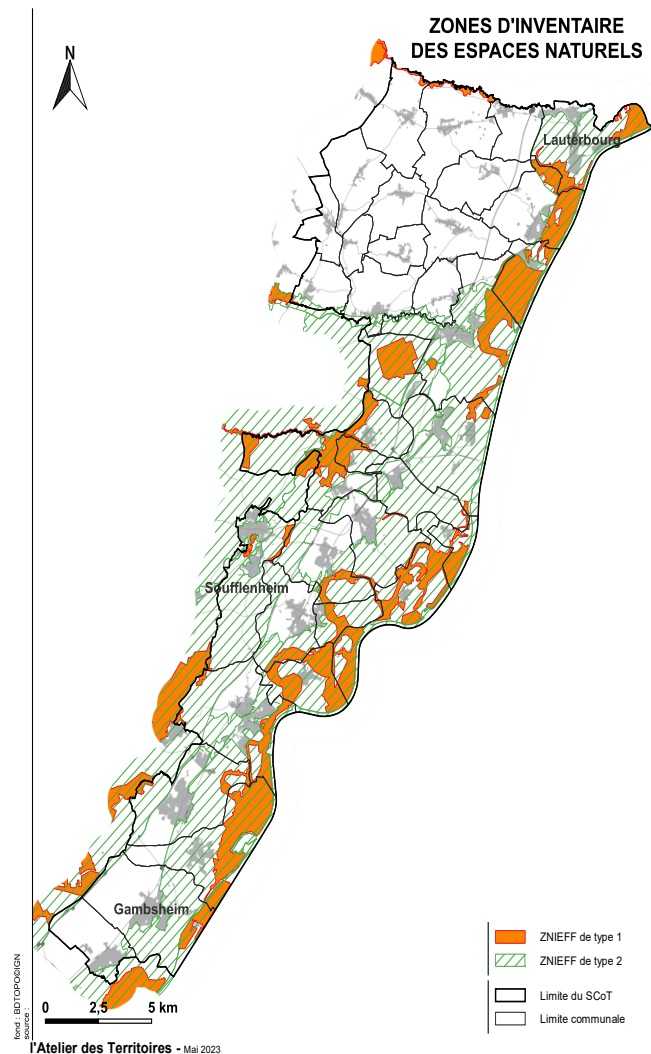 ZONES D'INVENTAIRE
DES ESPACES NATURELS
N
Lauterbourg
Soufflenheim
Gambsheim
ZNIEFF de type 1
ZNIEFF de type 2
Limite du SCoT
Limite communale
0 2,5 5 km
fond : BDTOPO©IGN
source :
l'Atelier des Territoires - Mai 2023